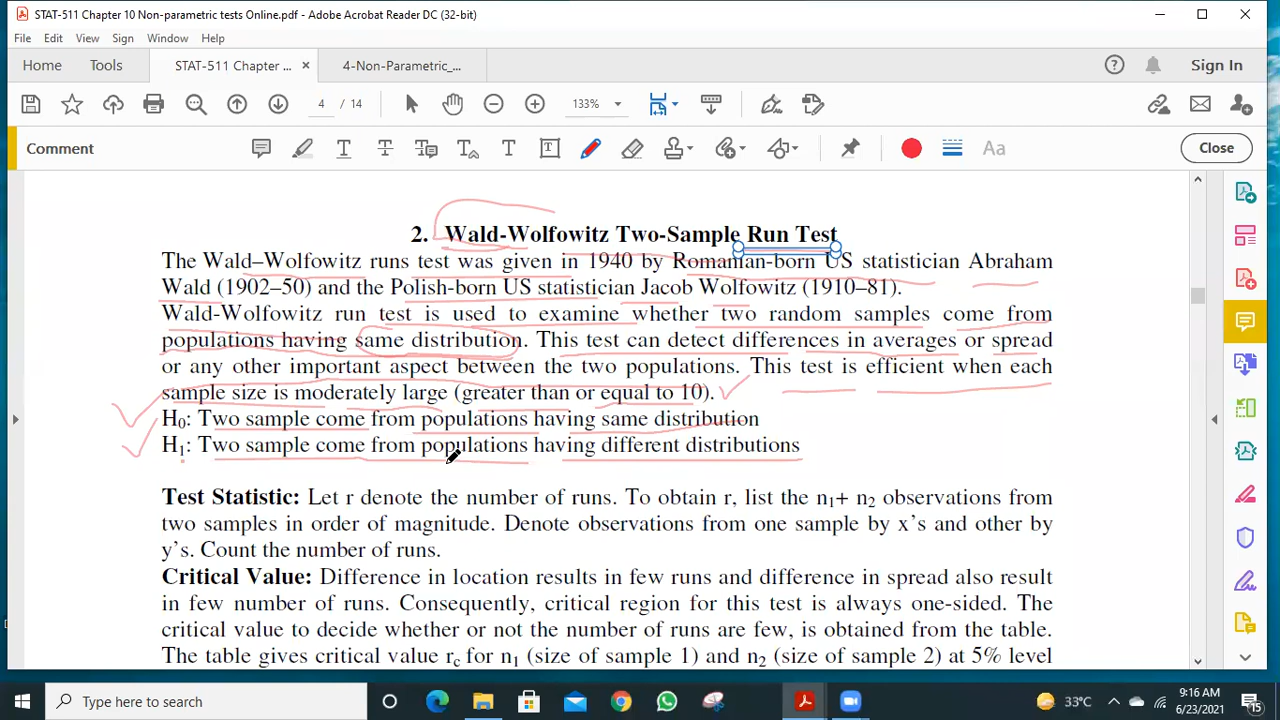 STAT-511 Chapter 10 Non-parametric tests Online.pdf - Adobe Acrobat Reader DC (32-bit)
File Edit View Sign Window Help
Home Tools STAT-511 Chapter ... × 4-Non-Parametric_... Sign In
4 / 14 133%
Comment Aa Close
2. Wald-Wolfowitz Two-Sample Run Test
The Wald–Wolfowitz runs test was given in 1940 by Romanian-born US statistician Abraham
Wald (1902–50) and the Polish-born US statistician Jacob Wolfowitz (1910–81).
Wald-Wolfowitz run test is used to examine whether two random samples come from
populations having same distribution. This test can detect differences in averages or spread
or any other important aspect between the two populations. This test is efficient when each
sample size is moderately large (greater than or equal to 10).
H₀: Two sample come from populations having same distribution
H₁: Two sample come from populations having different distributions
Test Statistic: Let r denote the number of runs. To obtain r, list the n₁+ n₂ observations from
two samples in order of magnitude. Denote observations from one sample by x's and other by
y's. Count the number of runs.
Critical Value: Difference in location results in few runs and difference in spread also result
in few number of runs. Consequently, critical region for this test is always one-sided. The
critical value to decide whether or not the number of runs are few, is obtained from the table.
The table gives critical value r꜀ for n₁ (size of sample 1) and n₂ (size of sample 2) at 5% level
Type here to search 33°C 9:16 AM
6/23/2021 15